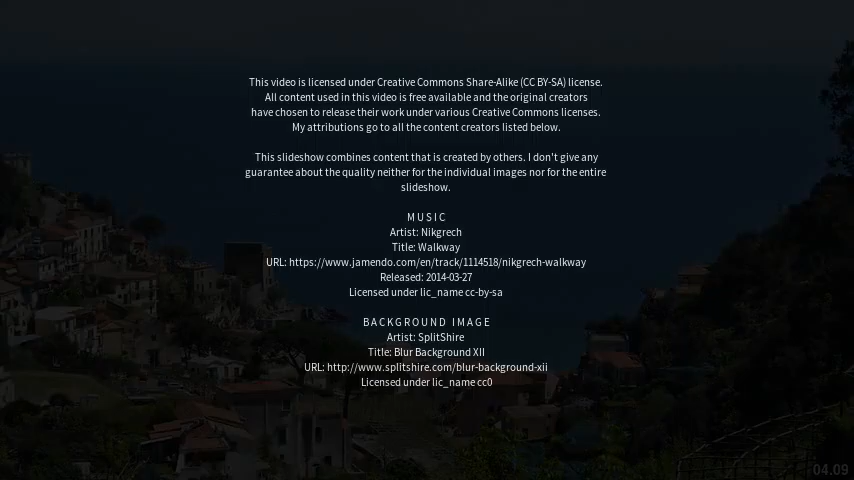 This video is licensed under Creative Commons Share-Alike (CC BY-SA) license.
All content used in this video is free available and the original creators
have chosen to release their work under various Creative Commons licenses.
My attributions go to all the content creators listed below.
This slideshow combines content that is created by others. I don't give any
guarantee about the quality neither for the individual images nor for the entire
slideshow.
MUSIC
Artist: Nikgrech
Title: Walkway
URL: https://www.jamendo.com/en/track/1114518/nikgrech-walkway
Released: 2014-03-27
Licensed under lic_name cc-by-sa
BACKGROUND IMAGE
Artist: SplitShire
Title: Blur Background XII
URL: http://www.splitshire.com/blur-background-xii
Licensed under lic_name cc0
04.09